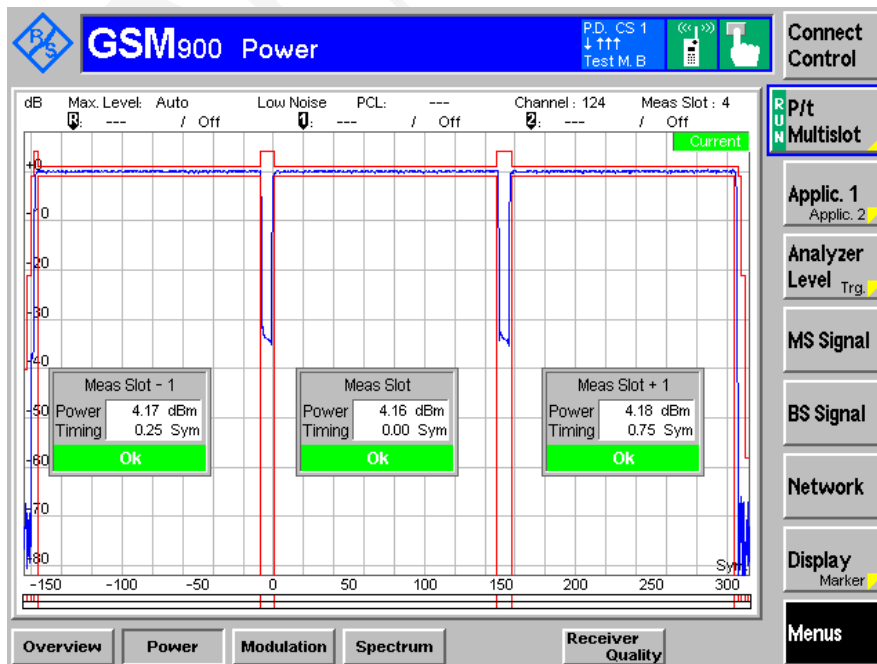 R/S
GSM900 Power
P.D. CS 1
↓ ↑↑↑
Test M. B
Connect Control
dB Max. Level: Auto Low Noise PCL: --- Channel : 124 Meas Slot : 4
R: --- / Off 1: --- / Off 2: --- / Off
RUN
P/t Multislot
Current
+0
-10
-20
-30
-40
-50
-60
-70
-80
Applic. 1
Applic. 2
Analyzer Level Trg.
MS Signal
Meas Slot - 1
Power 4.17 dBm
Timing 0.25 Sym
Ok
Meas Slot
Power 4.16 dBm
Timing 0.00 Sym
Ok
Meas Slot + 1
Power 4.18 dBm
Timing 0.75 Sym
Ok
BS Signal
Network
Display
Marker
-150 -100 -50 0 50 100 150 200 250 300
Menus
Overview Power Modulation Spectrum Receiver Quality